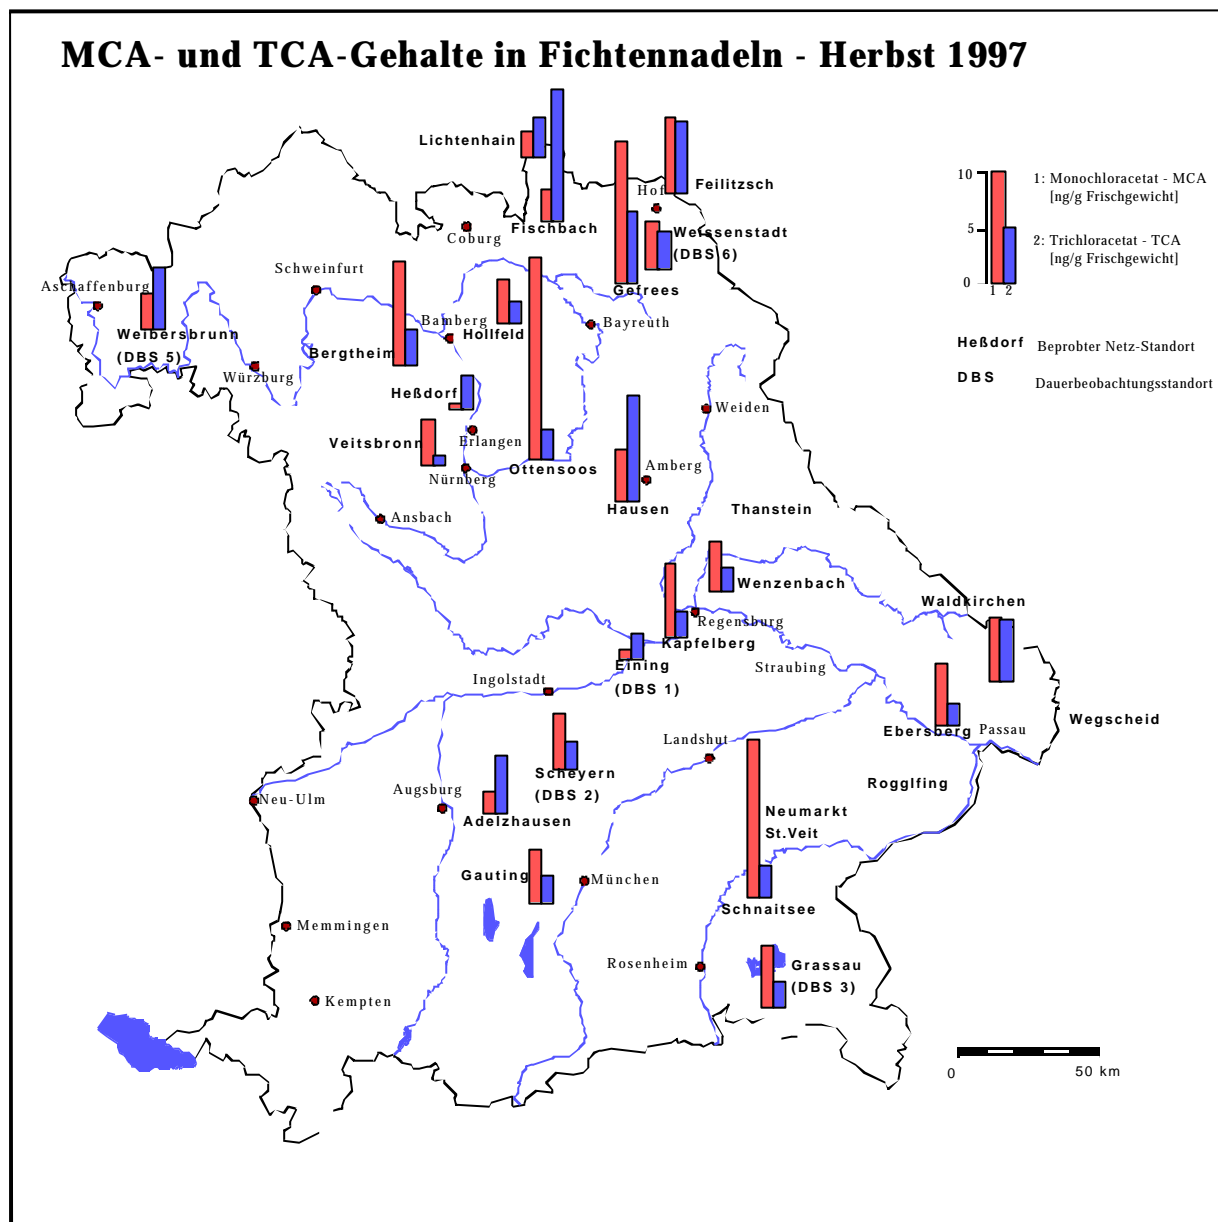 MCA- und TCA-Gehalte in Fichtennadeln - Herbst 1997
Lichtenhain
Fischbach
Hof
Feilitzsch
Weissenstadt
(DBS 6)
Gefrees
10
5
0
1 2
1: Monochloracetat - MCA
[ng/g Frischgewicht]
2: Trichloracetat - TCA
[ng/g Frischgewicht]
Heßdorf Beprobter Netz-Standort
DBS Dauerbeobachtungsstandort
Coburg
Schweinfurt
Aschaffenburg
Weibersbrunn
(DBS 5)
Würzburg
Bergtheim
Bamberg
Hollfeld
Bayreuth
Heßdorf
Veitsbronn
Erlangen
Nürnberg
Ottensoos
Weiden
Amberg
Hausen
Ansbach
Thanstein
Wenzenbach
Regensburg
Kapfelberg
Waldkirchen
Eining
(DBS 1)
Straubing
Ingolstadt
Ebersberg
Passau
Wegscheid
Landshut
Scheyern
(DBS 2)
Rogglfing
Augsburg
Neu-Ulm
Adelzhausen
Neumarkt
St.Veit
Gauting
München
Schnaitsee
Memmingen
Rosenheim
Grassau
(DBS 3)
Kempten
0 50 km